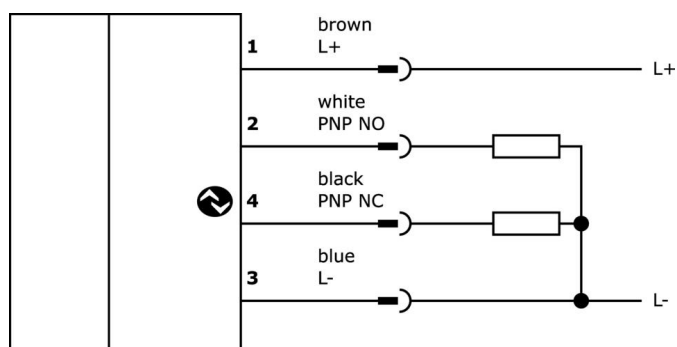 brown
1 L+
L+
white
2 PNP NO
black
4 PNP NC
blue
3 L-
L-